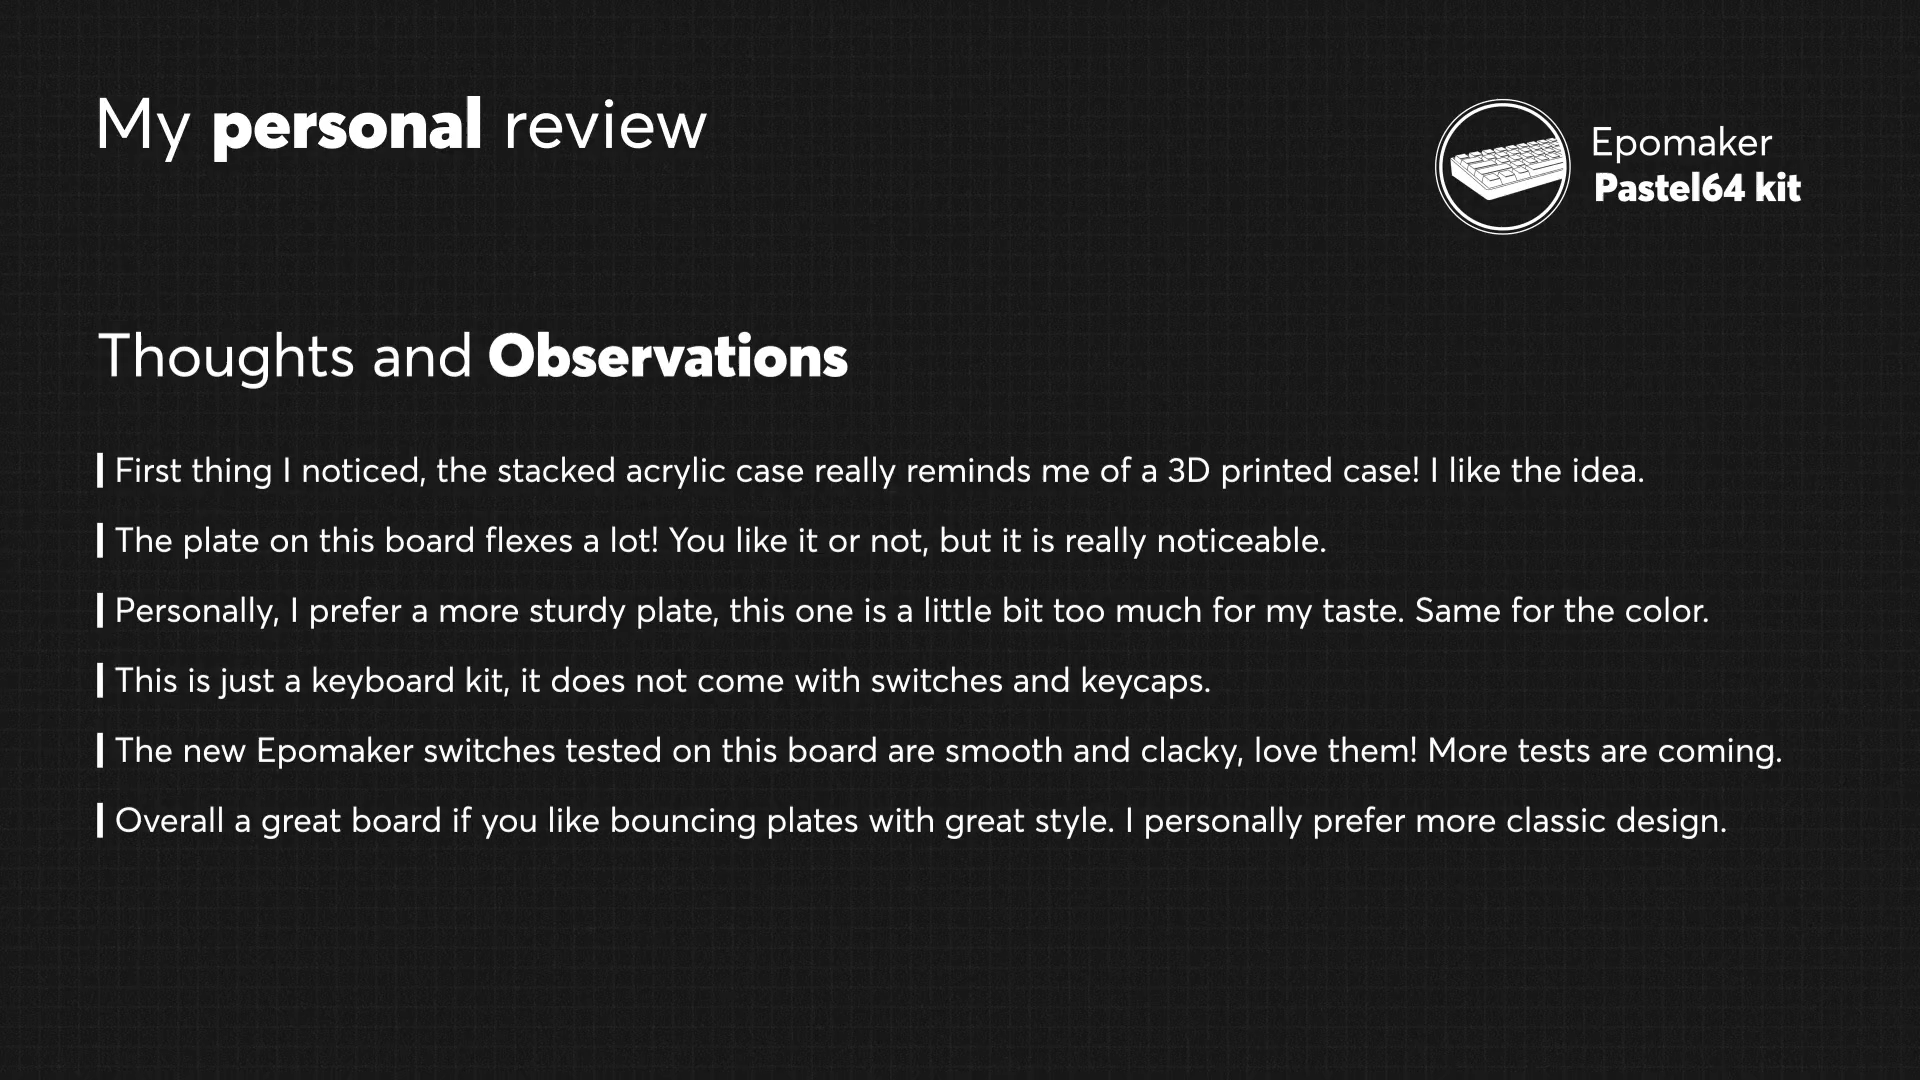 My personal review
Epomaker
Pastel64 kit
Thoughts and Observations
First thing I noticed, the stacked acrylic case really reminds me of a 3D printed case! I like the idea.
The plate on this board flexes a lot! You like it or not, but it is really noticeable.
Personally, I prefer a more sturdy plate, this one is a little bit too much for my taste. Same for the color.
This is just a keyboard kit, it does not come with switches and keycaps.
The new Epomaker switches tested on this board are smooth and clacky, love them! More tests are coming.
Overall a great board if you like bouncing plates with great style. I personally prefer more classic design.